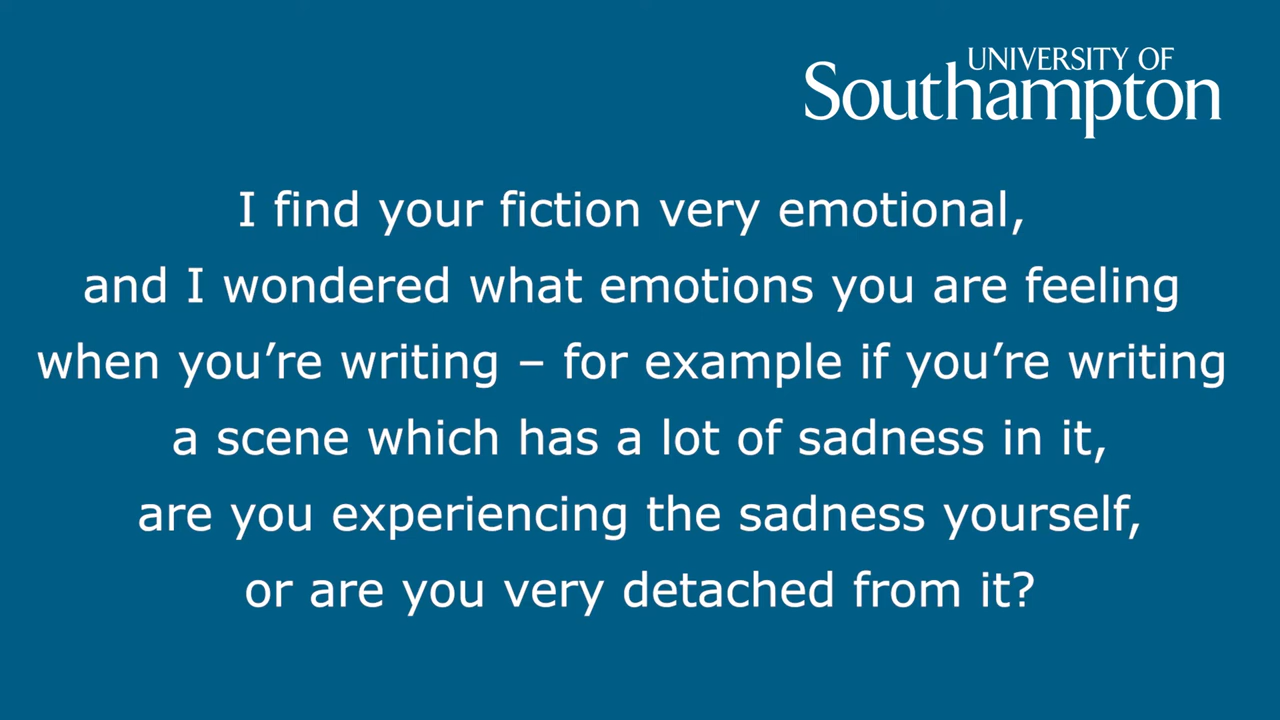 UNIVERSITY OF
Southampton
I find your fiction very emotional,
and I wondered what emotions you are feeling
when you’re writing – for example if you’re writing
a scene which has a lot of sadness in it,
are you experiencing the sadness yourself,
or are you very detached from it?